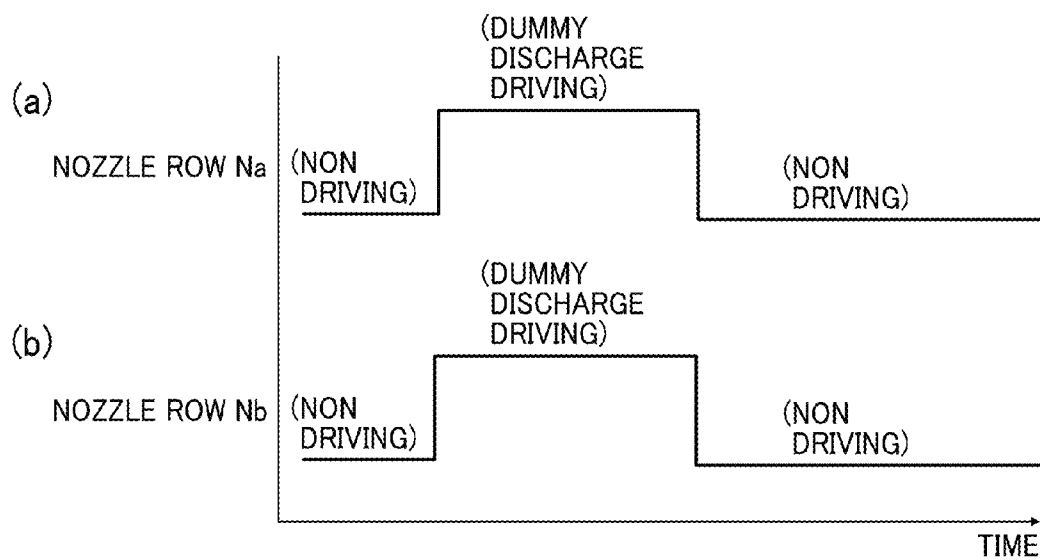 (DUMMY
DISCHARGE
DRIVING)
(a)
NOZZLE ROW Na
(NON
DRIVING)
(NON
DRIVING)
(DUMMY
DISCHARGE
DRIVING)
(b)
NOZZLE ROW Nb
(NON
DRIVING)
(NON
DRIVING)
TIME